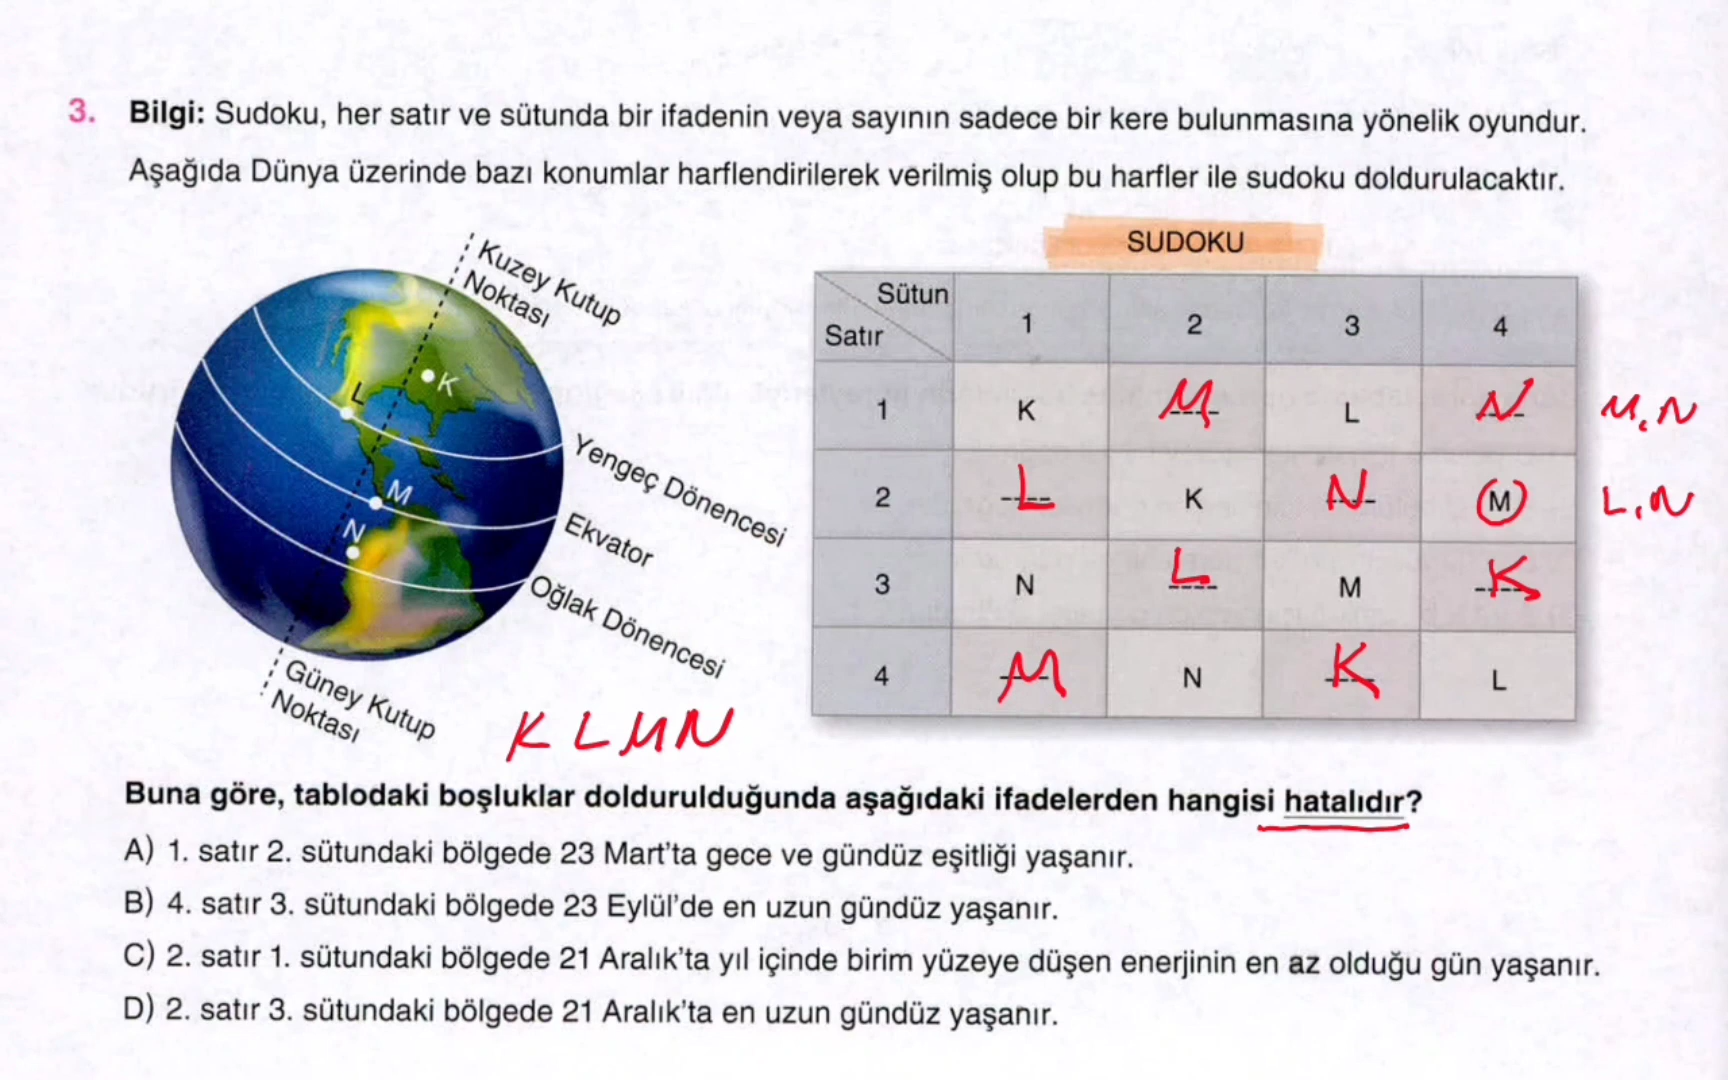 3. Bilgi: Sudoku, her satır ve sütunda bir ifadenin veya sayının sadece bir kere bulunmasına yönelik oyundur.
Aşağıda Dünya üzerinde bazı konumlar harflendirilerek verilmiş olup bu harfler ile sudoku doldurulacaktır.
Kuzey Kutup
Noktası
K
L
Yengeç Dönencesi
M
Ekvator
N
Oğlak Dönencesi
Güney Kutup
Noktası
K L M N
SUDOKU
Sütun
Satır
1 2 3 4
1 K M L N M, N
2 L K N M L, N
3 N L M K
4 M N K L
Buna göre, tablodaki boşluklar doldurulduğunda aşağıdaki ifadelerden hangisi hatalıdır?
A) 1. satır 2. sütundaki bölgede 23 Mart'ta gece ve gündüz eşitliği yaşanır.
B) 4. satır 3. sütundaki bölgede 23 Eylül'de en uzun gündüz yaşanır.
C) 2. satır 1. sütundaki bölgede 21 Aralık'ta yıl içinde birim yüzeye düşen enerjinin en az olduğu gün yaşanır.
D) 2. satır 3. sütundaki bölgede 21 Aralık'ta en uzun gündüz yaşanır.